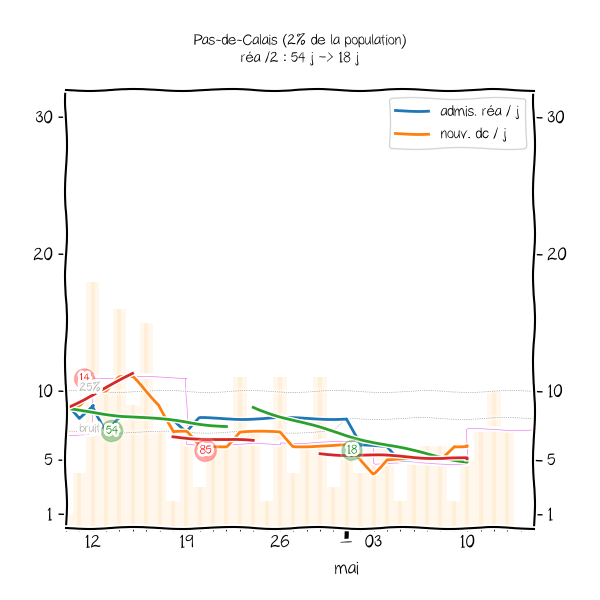 Pas-de-Calais (2% de la population)
réa /2 : 54 j -> 18 j
admis. réa / j
nouv. dc / j
30 30
20 20
10 10
5 5
1 1
14
25%
bruit
54
85
18
12 19 26 03 10
mai